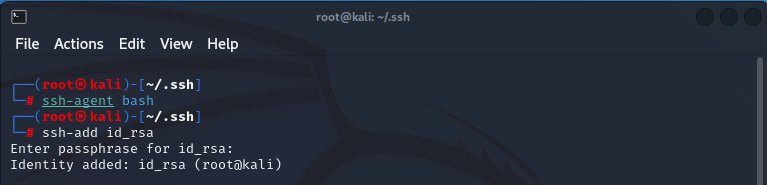 root@kali: ~/.ssh
File Actions Edit View Help
┌──(root㉿kali)-[~/.ssh]
└─# ssh-agent bash
┌──(root㉿kali)-[~/.ssh]
└─# ssh-add id_rsa
Enter passphrase for id_rsa:
Identity added: id_rsa (root@kali)